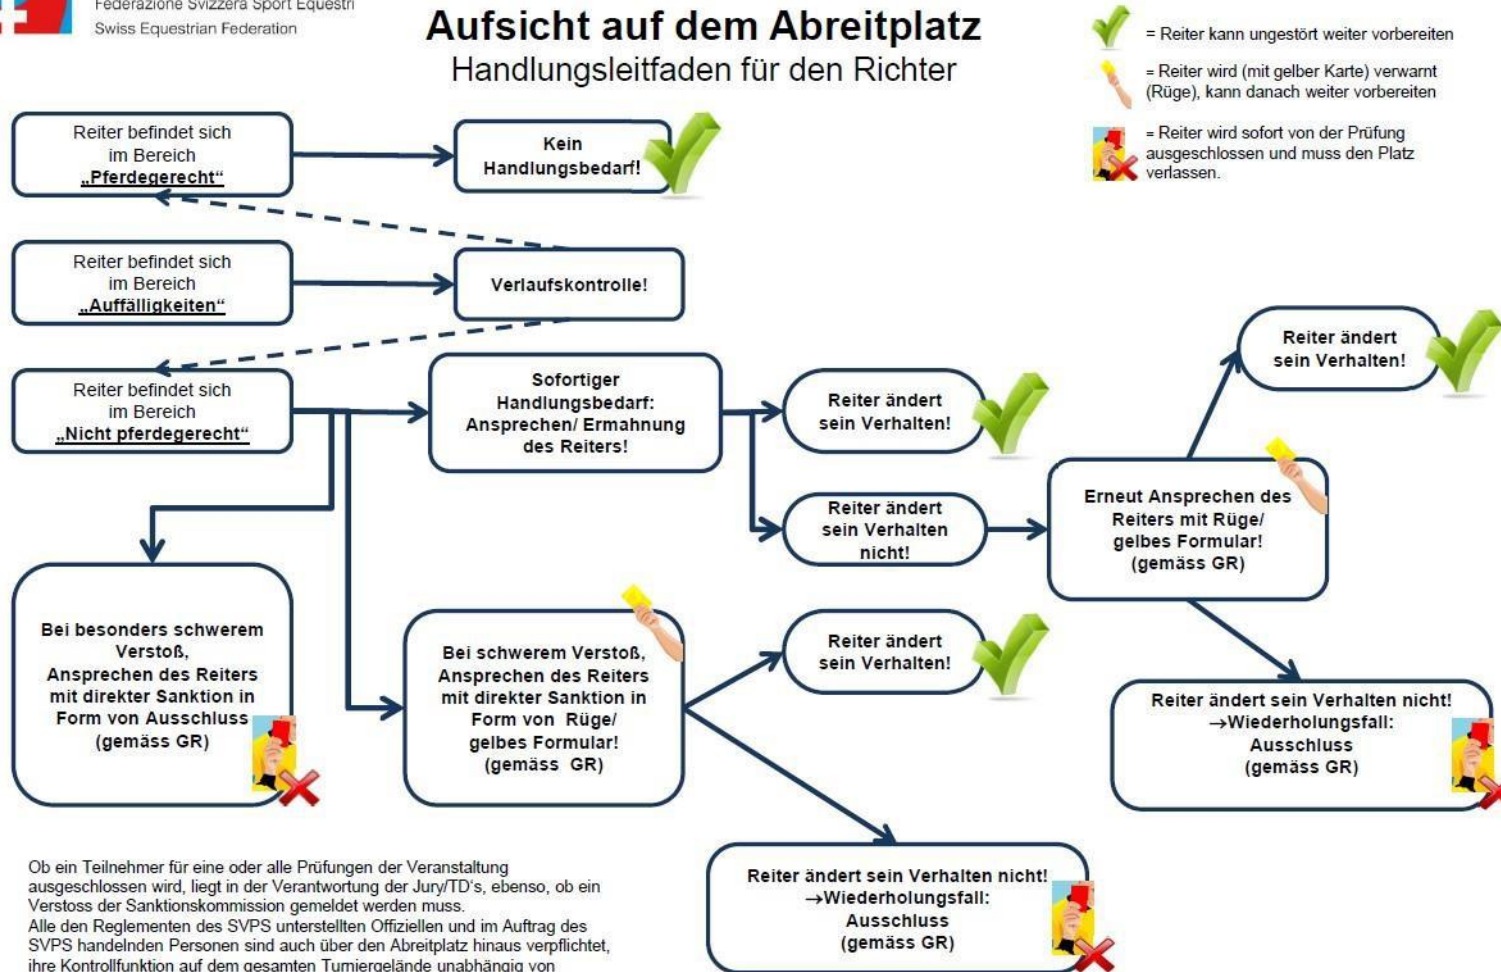 Federazione Svizzera Sport Equestri
Swiss Equestrian Federation
Aufsicht auf dem Abreitplatz
Handlungsleitfaden für den Richter
= Reiter kann ungestört weiter vorbereiten
= Reiter wird (mit gelber Karte) verwarnt
(Rüge), kann danach weiter vorbereiten
= Reiter wird sofort von der Prüfung
ausgeschlossen und muss den Platz
verlassen.
Reiter befindet sich
im Bereich
„Pferdegerecht“
Kein
Handlungsbedarf!
Reiter befindet sich
im Bereich
„Auffälligkeiten“
Verlaufskontrolle!
Reiter befindet sich
im Bereich
„Nicht pferdegerecht“
Sofortiger
Handlungsbedarf:
Ansprechen/ Ermahnung
des Reiters!
Reiter ändert
sein Verhalten!
Reiter ändert
sein Verhalten
nicht!
Erneut Ansprechen des
Reiters mit Rüge/
gelbes Formular!
(gemäss GR)
Reiter ändert
sein Verhalten!
Reiter ändert sein Verhalten nicht!
→Wiederholungsfall:
Ausschluss
(gemäss GR)
Bei besonders schwerem
Verstoß,
Ansprechen des Reiters
mit direkter Sanktion in
Form von Ausschluss
(gemäss GR)
Bei schwerem Verstoß,
Ansprechen des Reiters
mit direkter Sanktion in
Form von Rüge/
gelbes Formular!
(gemäss GR)
Reiter ändert
sein Verhalten!
Reiter ändert sein Verhalten nicht!
→Wiederholungsfall:
Ausschluss
(gemäss GR)
Ob ein Teilnehmer für eine oder alle Prüfungen der Veranstaltung
ausgeschlossen wird, liegt in der Verantwortung der Jury/TD's, ebenso, ob ein
Verstoss der Sanktionskommission gemeldet werden muss.
Alle den Reglementen des SVPS unterstellten Offiziellen und im Auftrag des
SVPS handelnden Personen sind auch über den Abreitplatz hinaus verpflichtet,
ihre Kontrollfunktion auf dem gesamten Turniergelände unabhängig von